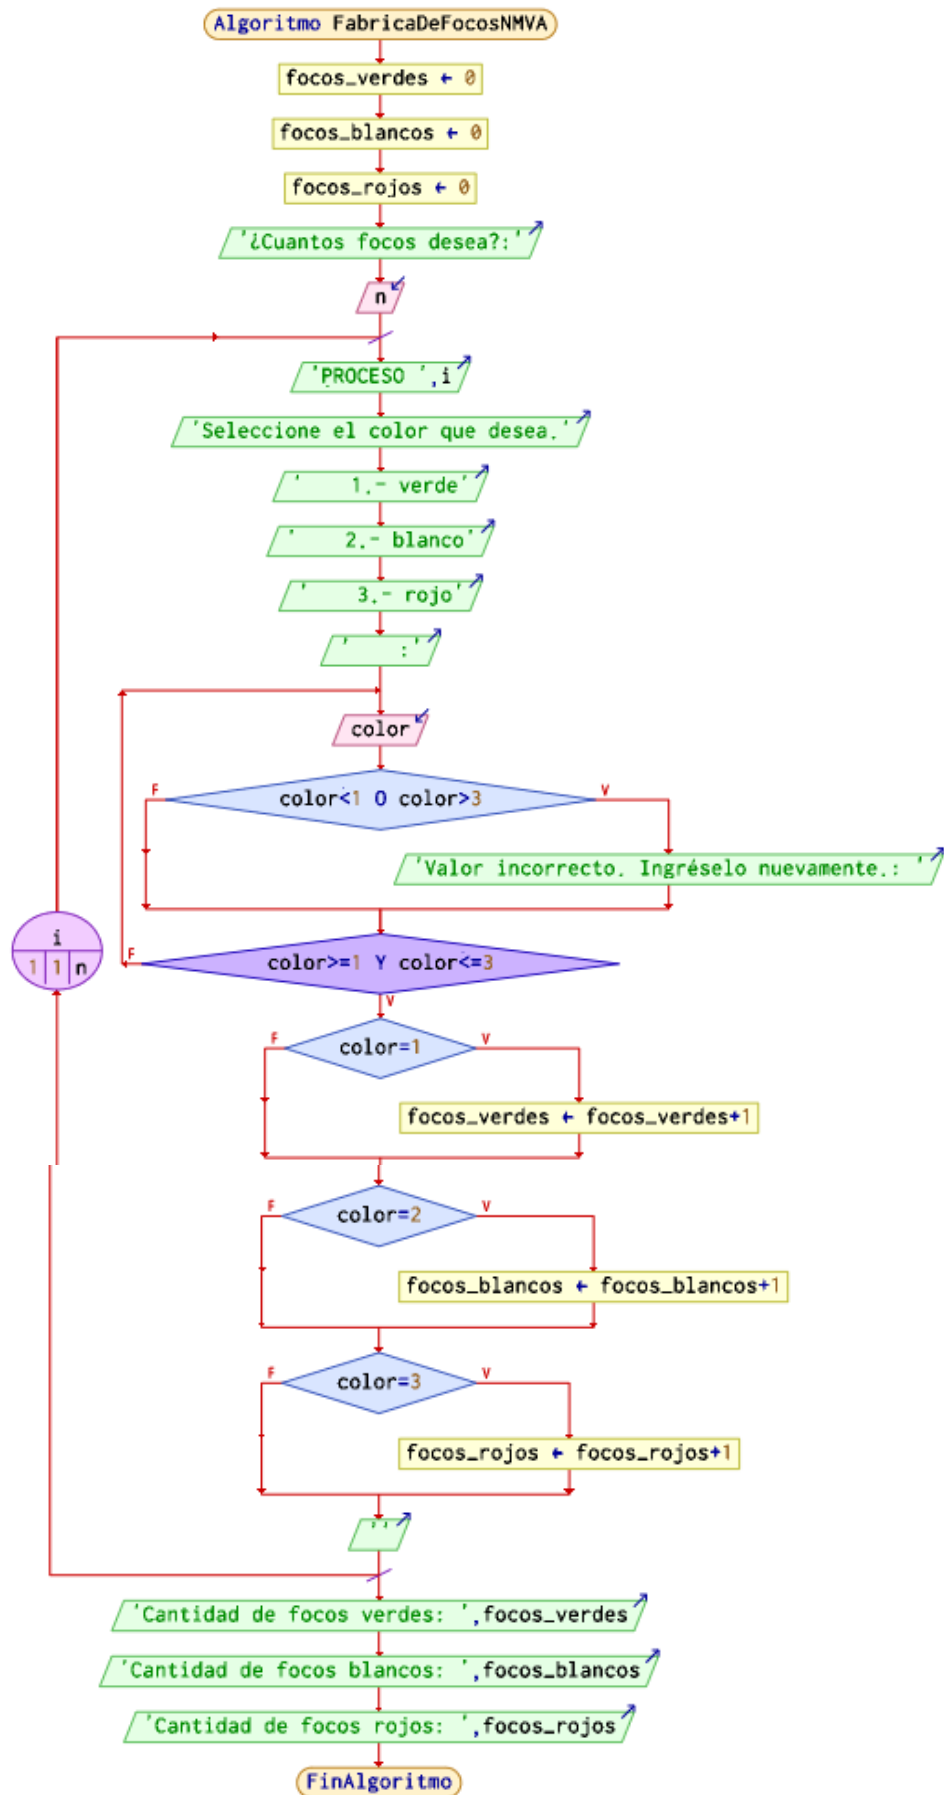 Algoritmo FabricaDeFocosNMVA
focos_verdes ← 0
focos_blancos ← 0
focos_rojos ← 0
'¿Cuantos focos desea?:'
n
'PROCESO ',i
'Seleccione el color que desea.'
'    1.- verde'
'    2.- blanco'
'    3.- rojo'
'    :'
color
color<1 O color>3
F
V
'Valor incorrecto. Ingréselo nuevamente.: '
i
1 1 n
color>=1 Y color<=3
F
V
color=1
F
V
focos_verdes ← focos_verdes+1
color=2
F
V
focos_blancos ← focos_blancos+1
color=3
F
V
focos_rojos ← focos_rojos+1
''
'Cantidad de focos verdes: ',focos_verdes
'Cantidad de focos blancos: ',focos_blancos
'Cantidad de focos rojos: ',focos_rojos
FinAlgoritmo